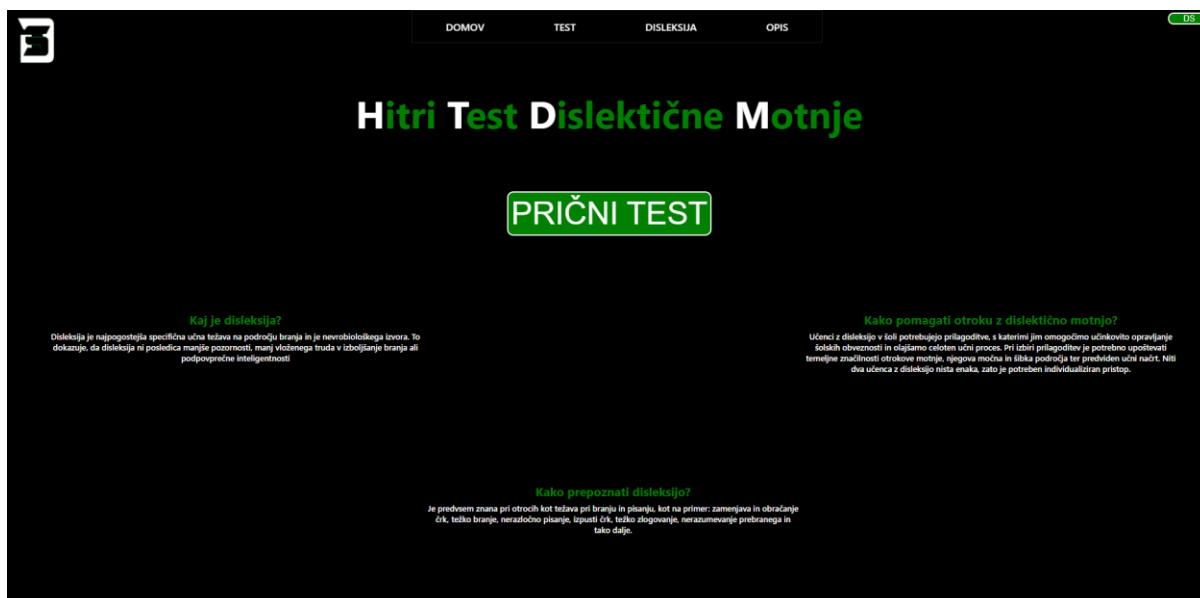 DOMOV TEST DISLEKSIJA OPIS
DS
Hitri Test Dislektične Motnje
PRIČNI TEST
Kaj je disleksija?
Disleksija je najpogostejša specifična učna težava na področju branja in je nevrobiološkega izvora. To
dokazuje, da disleksija ni posledica manjše pozornosti, manj vloženega truda v izboljšanje branja ali
podpovprečne inteligentnosti
Kako pomagati otroku z dislektično motnjo?
Učenci z disleksijo v šoli potrebujejo prilagoditve, s katerimi jim omogočimo učinkovito opravljanje
šolskih obveznosti in olajšamo celoten učni proces. Pri izbiri prilagoditev je potrebno upoštevati
temeljne značilnosti otrokove motnje, njegova močna in šibka področja ter predviden učni načrt. Niti
dva učenca z disleksijo nista enaka, zato je potreben individualiziran pristop.
Kako prepoznati disleksijo?
Je predvsem znana pri otrocih kot težava pri branju in pisanju, kot na primer: zamenjava in obračanje
črk, težko branje, nerazločno pisanje, izpusti črk, težko zlogovanje, nerazumevanje prebranega in
tako dalje.